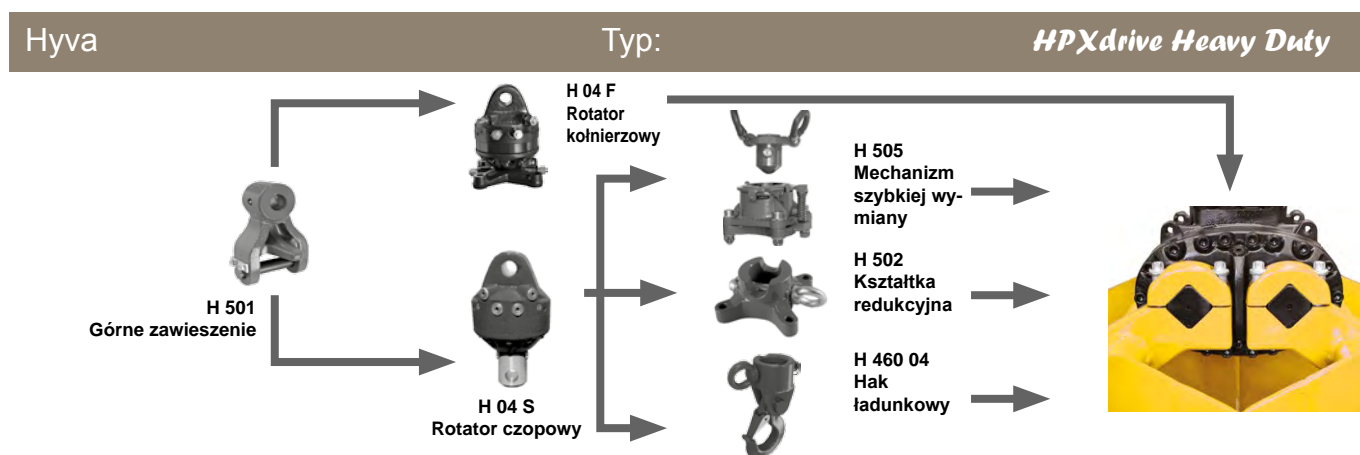 Hyva
Typ:
HPXdrive Heavy Duty
H 04 F
Rotator
kołnierzowy
H 501
Górne zawieszenie
H 04 S
Rotator czopowy
H 505
Mechanizm
szybkiej wy-
miany
H 502
Kształtka
redukcyjna
H 460 04
Hak
ładunkowy